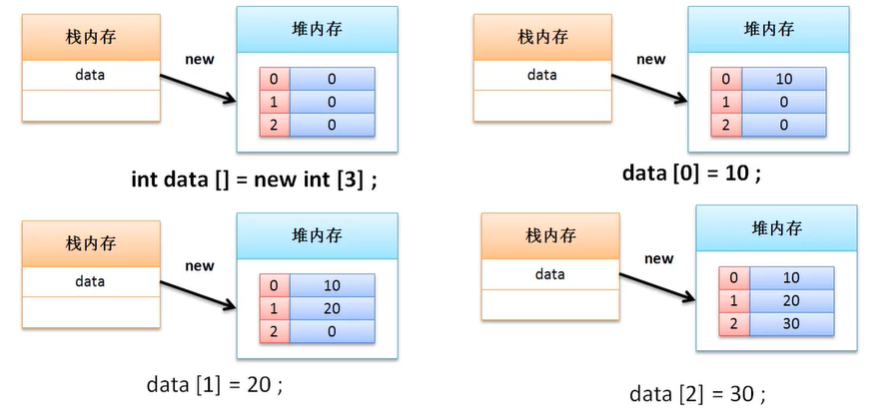 栈内存
data
new
堆内存
0 0
1 0
2 0
int data [] = new int [3] ;
栈内存
data
new
堆内存
0 10
1 0
2 0
data [0] = 10 ;
栈内存
data
new
堆内存
0 10
1 20
2 0
data [1] = 20 ;
栈内存
data
new
堆内存
0 10
1 20
2 30
data [2] = 30 ;